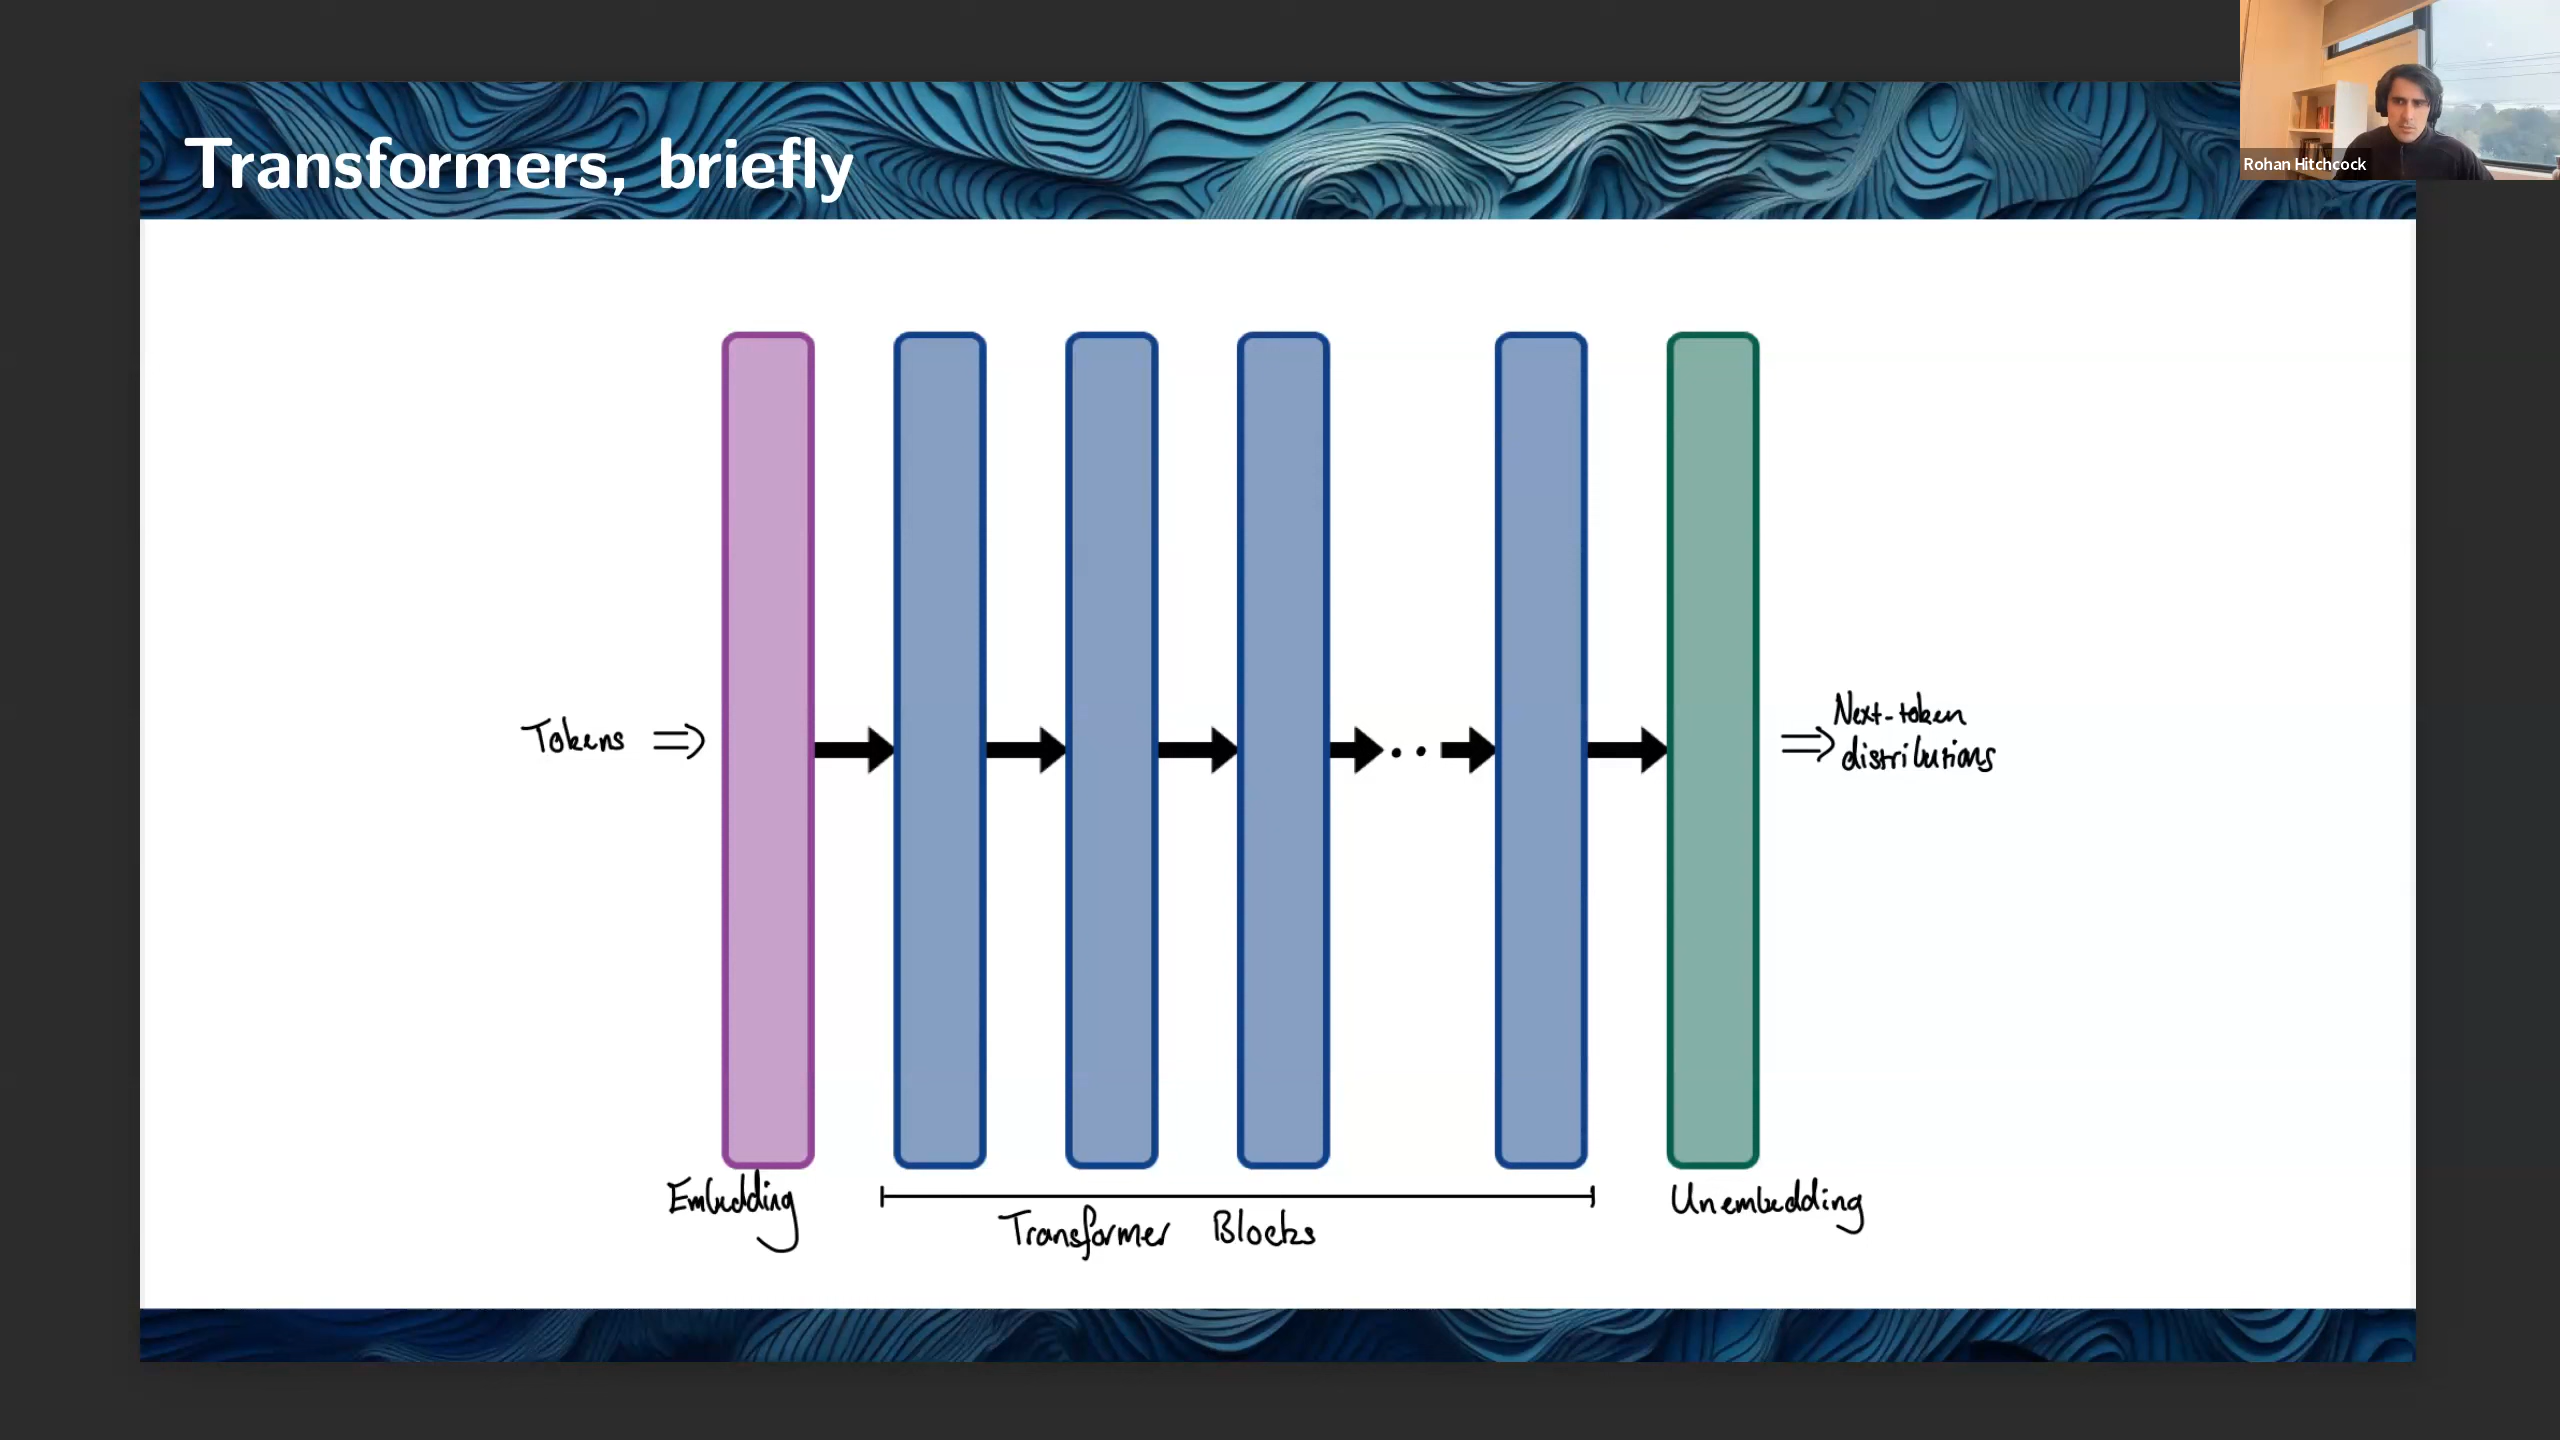 Transformers, briefly
Rohan Hitchcock
Tokens ⇒
⇒ Next-token
distributions
Embedding
Transformer Blocks
Unembedding